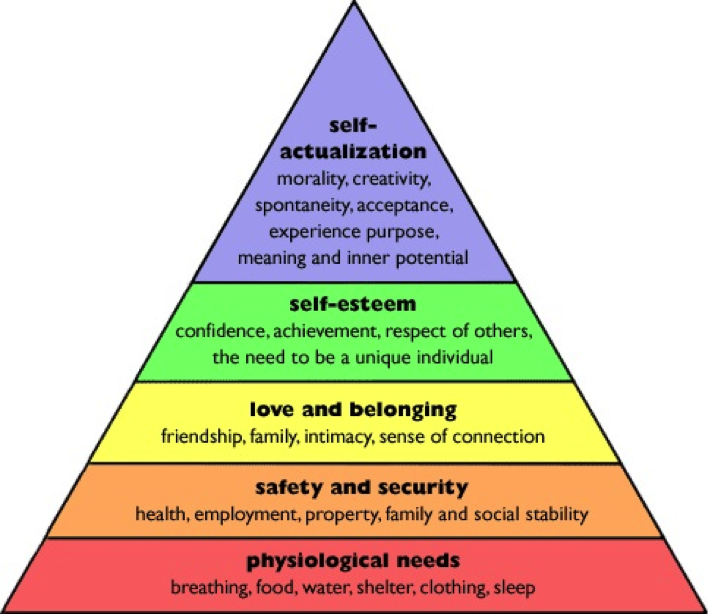 self-
actualization
morality, creativity,
spontaneity, acceptance,
experience purpose,
meaning and inner potential
self-esteem
confidence, achievement, respect of others,
the need to be a unique individual
love and belonging
friendship, family, intimacy, sense of connection
safety and security
health, employment, property, family and social stability
physiological needs
breathing, food, water, shelter, clothing, sleep